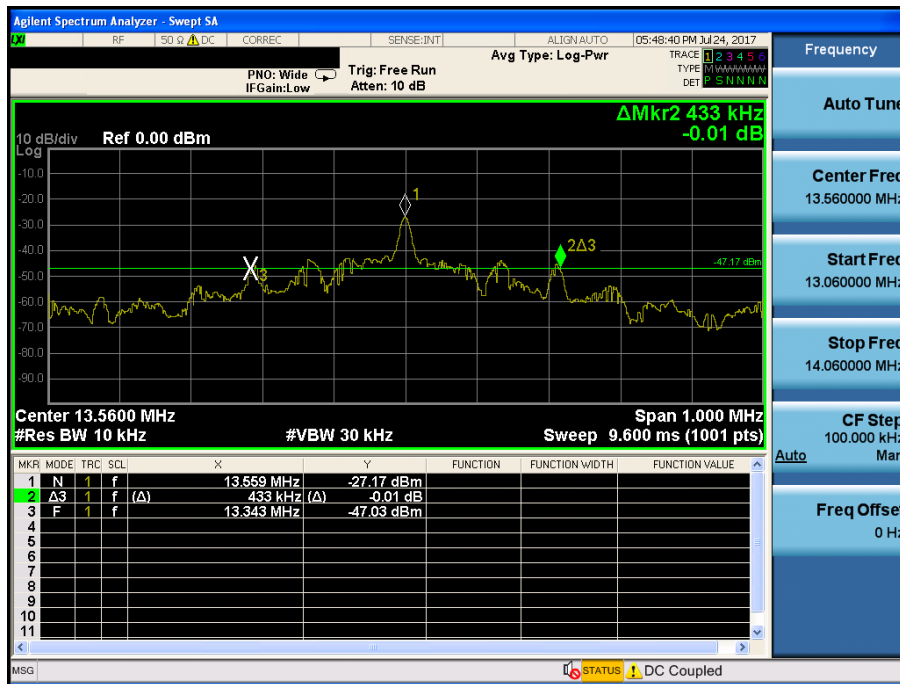 Agilent Spectrum Analyzer - Swept SA
LXI RF 50 Ω DC CORREC SENSE:INT ALIGN AUTO 05:48:40 PM Jul 24, 2017
PNO: Wide Trig: Free Run Avg Type: Log-Pwr TRACE 1 2 3 4 5 6
IFGain:Low Atten: 10 dB TYPE M W W W W W
DET P S N N N N
ΔMkr2 433 kHz
-0.01 dB
10 dB/div Ref 0.00 dBm
Log
-10.0
-20.0
-30.0
-40.0
-50.0
-60.0
-70.0
-80.0
-90.0
1
2Δ3
3
-47.17 dBm
Center 13.5600 MHz Span 1.000 MHz
#Res BW 10 kHz #VBW 30 kHz Sweep 9.600 ms (1001 pts)
MKR MODE TRC SCL X Y FUNCTION FUNCTION WIDTH FUNCTION VALUE
1 N 1 f 13.559 MHz -27.17 dBm
2 Δ3 1 f (Δ) 433 kHz (Δ) -0.01 dB
3 F 1 f 13.343 MHz -47.03 dBm
4
5
6
7
8
9
10
11
MSG STATUS DC Coupled
Frequency
Auto Tune
Center Freq
13.560000 MHz
Start Freq
13.060000 MHz
Stop Freq
14.060000 MHz
CF Step
100.000 kHz
Auto Man
Freq Offset
0 Hz